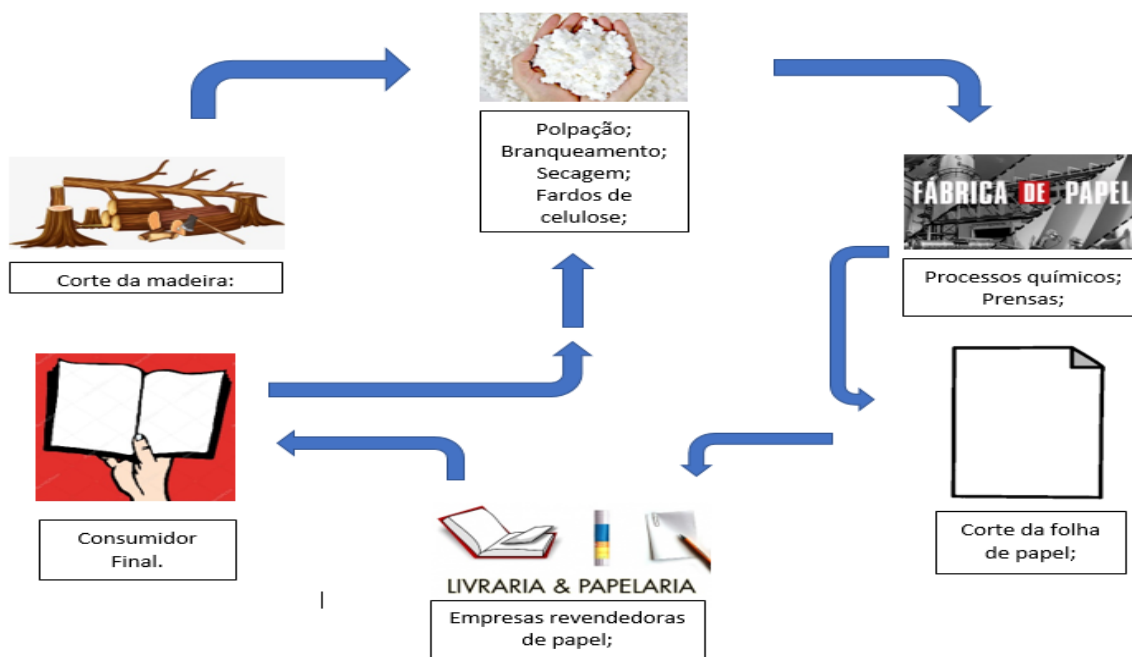 Polpação;
Branqueamento;
Secagem;
Fardos de
celulose;
FÁBRICA DE PAPEL
Processos químicos;
Prensas;
Corte da madeira:
Corte da folha
de papel;
LIVRARIA & PAPELARIA
Empresas revendedoras
de papel;
Consumidor
Final.